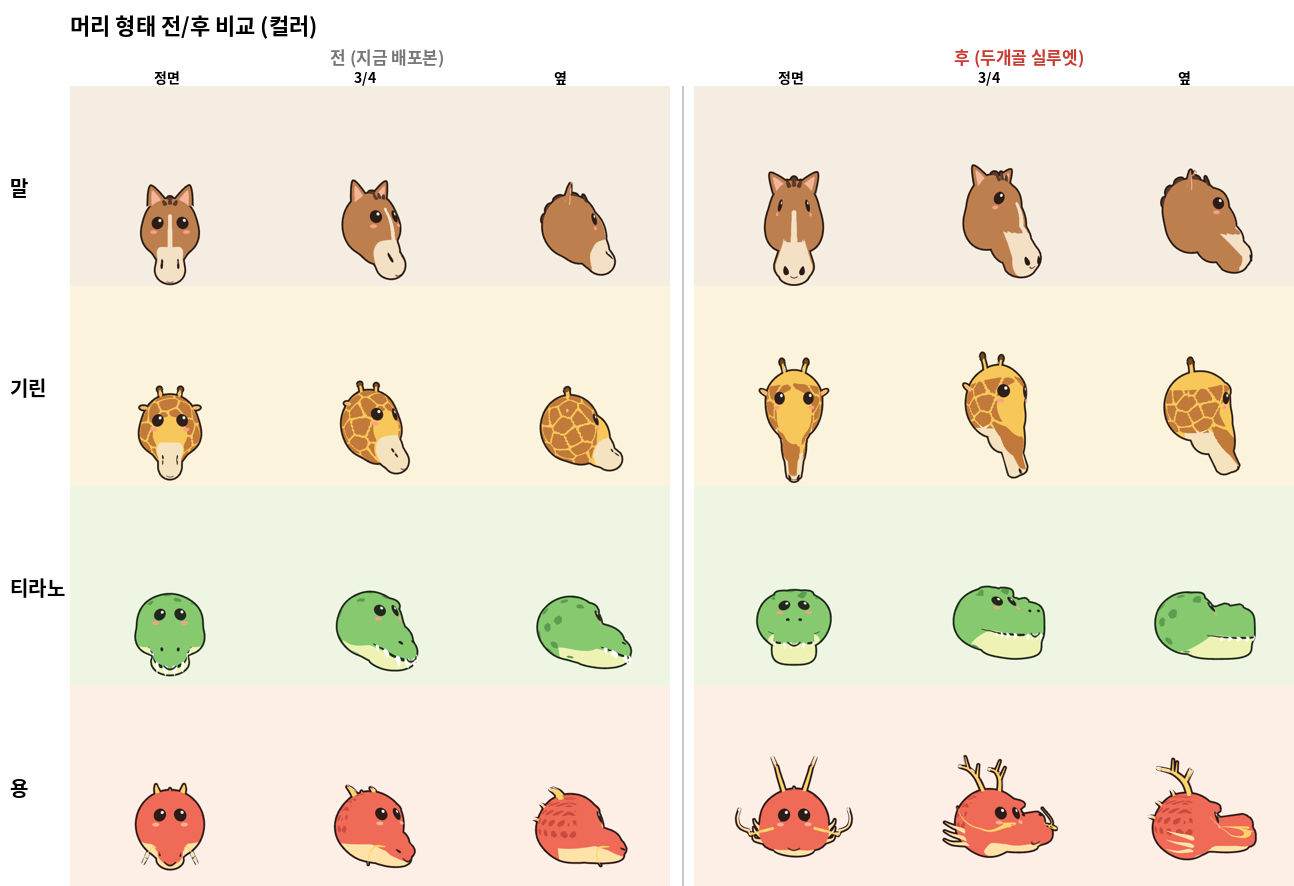 머리 형태 전/후 비교 (컬러)
전 (지금 배포본)
후 (두개골 실루엣)
정면 3/4 옆 정면 3/4 옆
말
기린
티라노
용